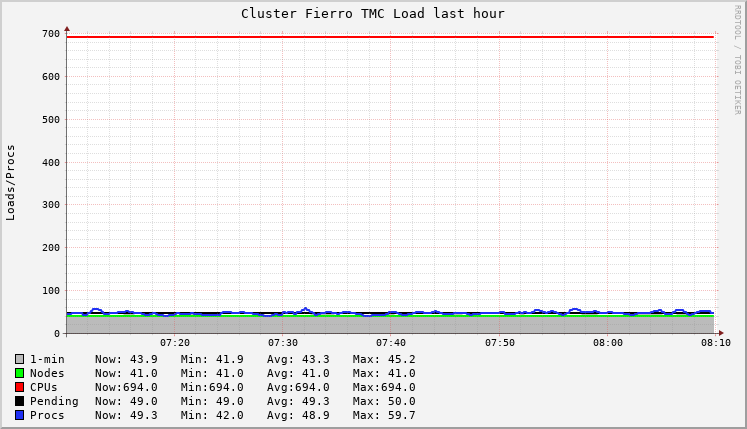 Cluster Fierro TMC Load last hour
RRDTOOL / TOBI OETIKER
Loads/Procs
700
600
500
400
300
200
100
0
07:20 07:30 07:40 07:50 08:00 08:10
1-min Now: 43.9 Min: 41.9 Avg: 43.3 Max: 45.2
Nodes Now: 41.0 Min: 41.0 Avg: 41.0 Max: 41.0
CPUs Now:694.0 Min:694.0 Avg:694.0 Max:694.0
Pending Now: 49.0 Min: 49.0 Avg: 49.3 Max: 50.0
Procs Now: 49.3 Min: 42.0 Avg: 48.9 Max: 59.7